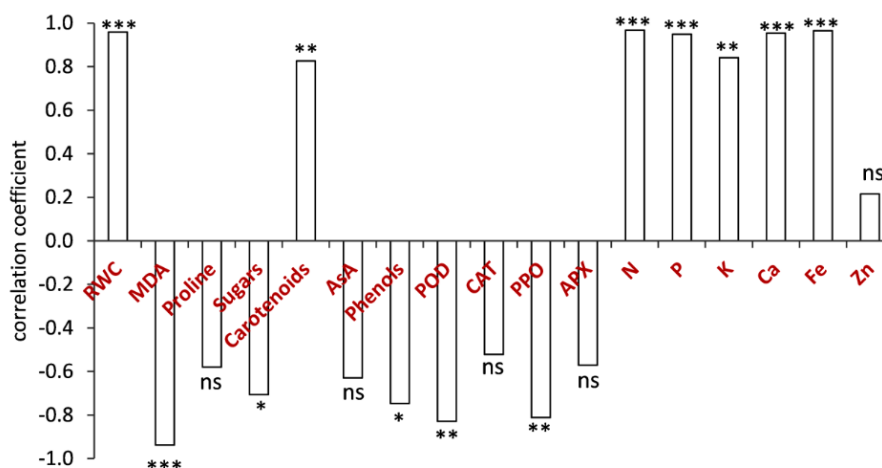 1.0
0.8
0.6
0.4
0.2
0.0
-0.2
-0.4
-0.6
-0.8
-1.0
correlation coefficient
*** ** *** *** ** *** *** ns
RWC MDA Proline Sugars Carotenoids AsA Phenols POD CAT PPO APX N P K Ca Fe Zn
*** ns * ns * ** ns ** ns